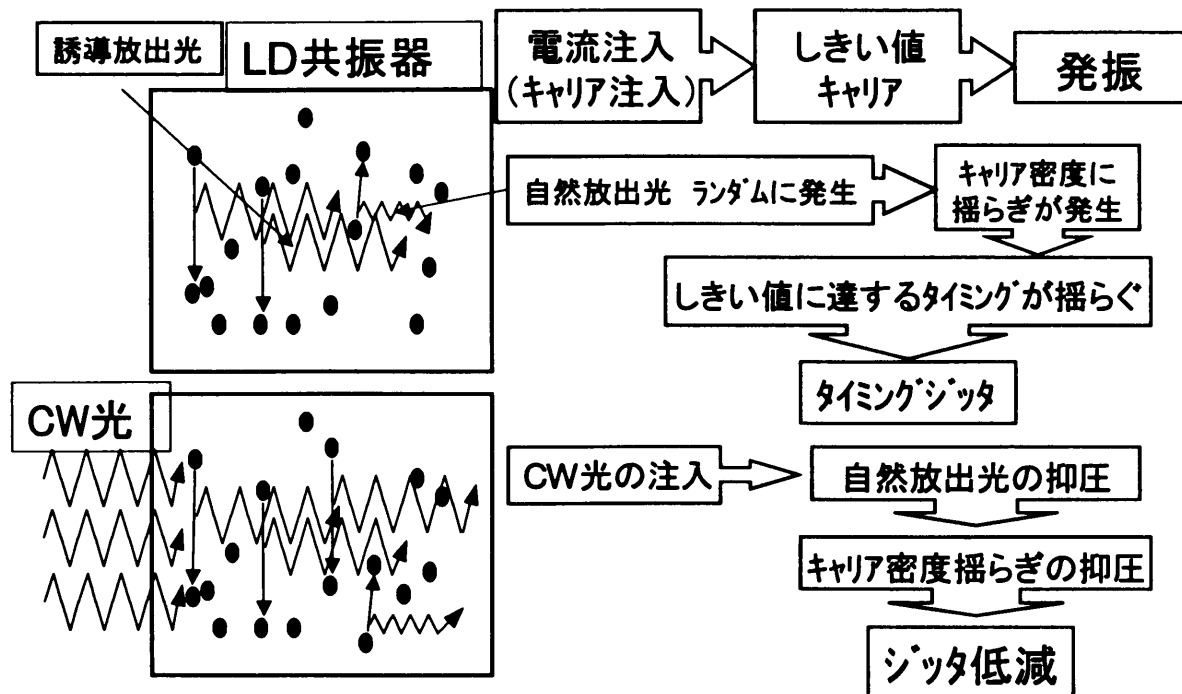 誘導放出光
LD共振器
電流注入
(キャリア注入)
しきい値
キャリア
発振
自然放出光 ランダムに発生
キャリア密度に
揺らぎが発生
しきい値に達するタイミングが揺らぐ
タイミングジッタ
CW光
CW光の注入
自然放出光の抑圧
キャリア密度揺らぎの抑圧
ジッタ低減